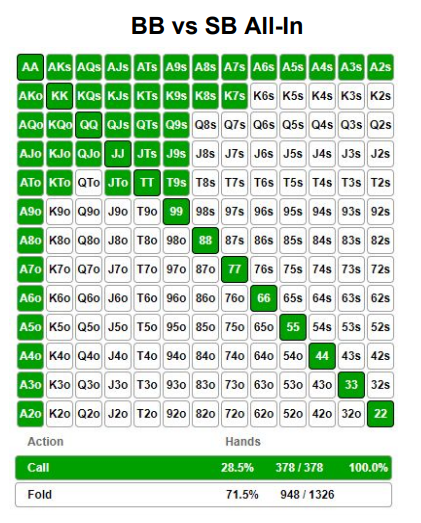 BB vs SB All-In
AA AKs AQs AJs ATs A9s A8s A7s A6s A5s A4s A3s A2s
AKo KK KQs KJs KTs K9s K8s K7s K6s K5s K4s K3s K2s
AQo KQo QQ QJs QTs Q9s Q8s Q7s Q6s Q5s Q4s Q3s Q2s
AJo KJo QJo JJ JTs J9s J8s J7s J6s J5s J4s J3s J2s
ATo KTo QTo JTo TT T9s T8s T7s T6s T5s T4s T3s T2s
A9o K9o Q9o J9o T9o 99 98s 97s 96s 95s 94s 93s 92s
A8o K8o Q8o J8o T8o 98o 88 87s 86s 85s 84s 83s 82s
A7o K7o Q7o J7o T7o 97o 87o 77 76s 75s 74s 73s 72s
A6o K6o Q6o J6o T6o 96o 86o 76o 66 65s 64s 63s 62s
A5o K5o Q5o J5o T5o 95o 85o 75o 65o 55 54s 53s 52s
A4o K4o Q4o J4o T4o 94o 84o 74o 64o 54o 44 43s 42s
A3o K3o Q3o J3o T3o 93o 83o 73o 63o 53o 43o 33 32s
A2o K2o Q2o J2o T2o 92o 82o 72o 62o 52o 42o 32o 22
Action Hands
Call 28.5% 378 / 378 100.0%
Fold 71.5% 948 / 1326